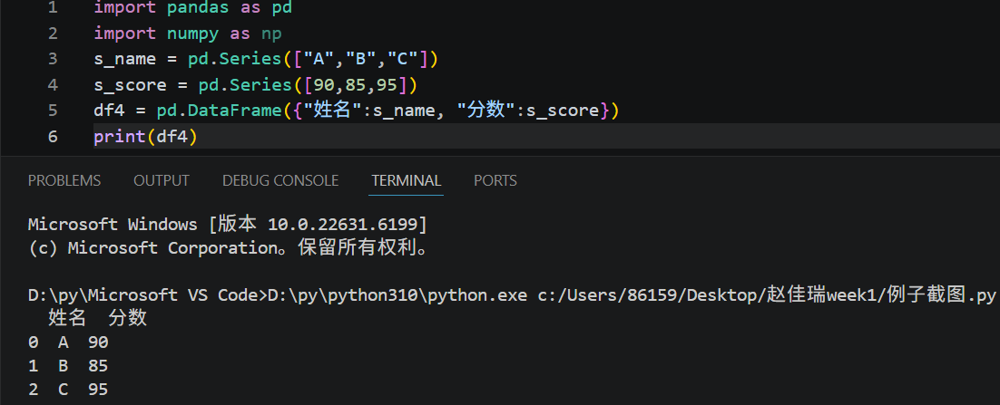 1 import pandas as pd
2 import numpy as np
3 s_name = pd.Series(["A","B","C"])
4 s_score = pd.Series([90,85,95])
5 df4 = pd.DataFrame({"姓名":s_name, "分数":s_score})
6 print(df4)
PROBLEMS OUTPUT DEBUG CONSOLE TERMINAL PORTS
Microsoft Windows [版本 10.0.22631.6199]
(c) Microsoft Corporation。保留所有权利。
D:\py\Microsoft VS Code>D:\py\python310\python.exe c:/Users/86159/Desktop/赵佳瑞week1/例子截图.py
姓名 分数
0 A 90
1 B 85
2 C 95